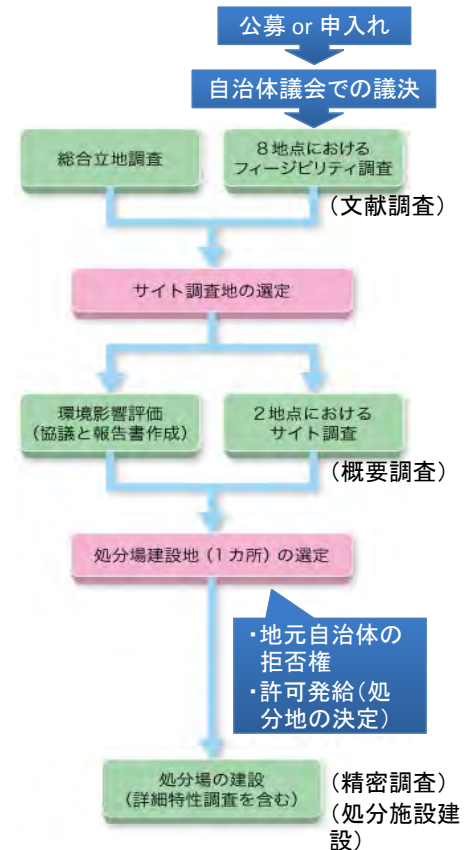 公募 or 申入れ
自治体議会での議決
総合立地調査
8地点における
フィージビリティ調査
(文献調査)
サイト調査地の選定
環境影響評価
(協議と報告書作成)
2地点における
サイト調査
(概要調査)
処分場建設地(1カ所)の選定
・地元自治体の
拒否権
・許可発給(処
分地の決定)
処分場の建設
(詳細特性調査を含む)
(精密調査)
(処分施設建
設)